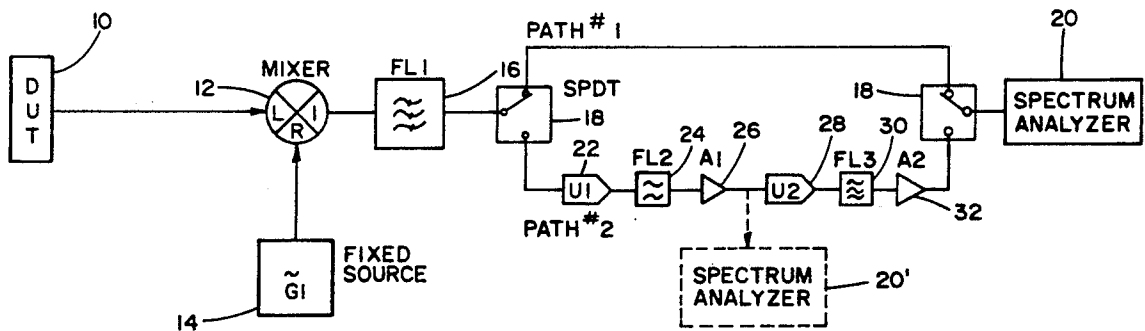 10
DUT
MIXER
12
L
I
R
FL1
16
PATH #1
SPDT
18
18
20
SPECTRUM
ANALYZER
22
U1
FL2
24
A1
26
28
U2
FL3
30
A2
32
PATH #2
SPECTRUM
ANALYZER
20'
G1
FIXED
SOURCE
14